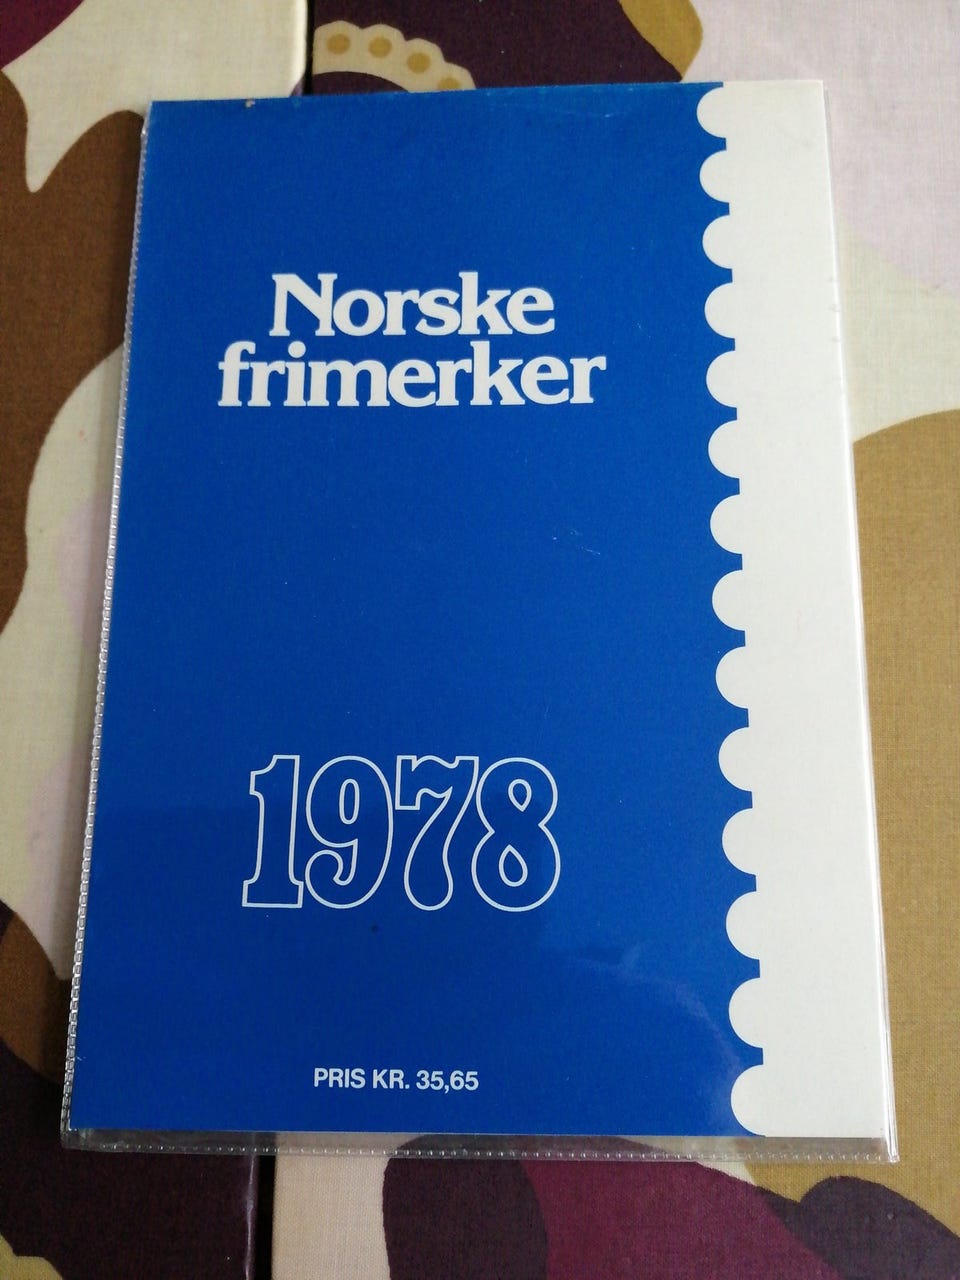 Norske
frimerker
1978
PRIS KR. 35,65